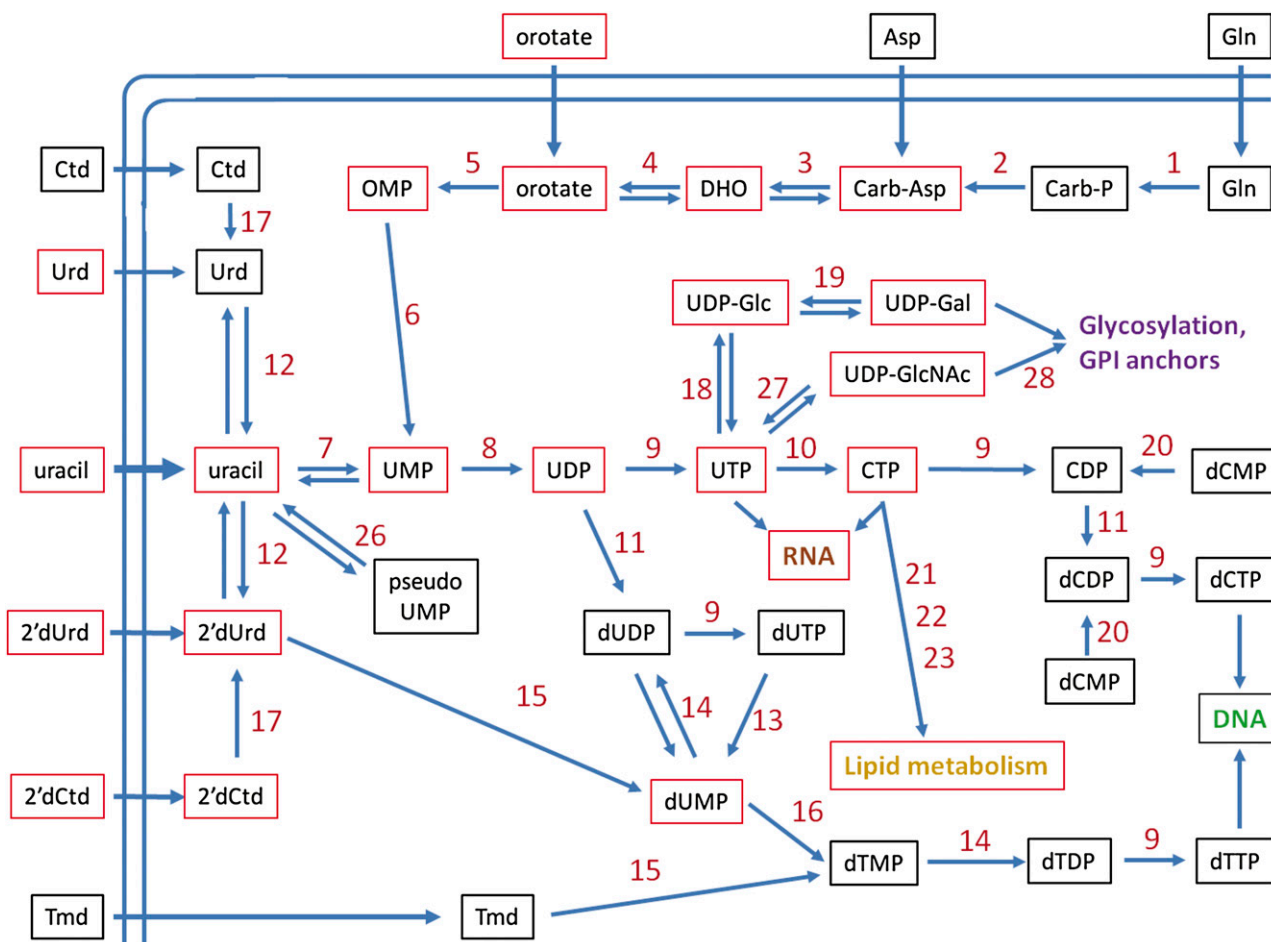 orotate
Asp
Gln
Ctd
Ctd
OMP
5
orotate
4
DHO
3
Carb-Asp
2
Carb-P
1
Gln
17
Urd
Urd
6
UDP-Glc
19
UDP-Gal
Glycosylation,
GPI anchors
12
18
27
UDP-GlcNAc
28
uracil
uracil
7
UMP
8
UDP
9
UTP
10
CTP
9
CDP
20
dCMP
12
26
pseudo
UMP
11
RNA
11
21
22
23
dCDP
9
dCTP
2'dUrd
2'dUrd
dUDP
9
dUTP
20
dCMP
15
14
13
17
DNA
Lipid metabolism
2'dCtd
2'dCtd
dUMP
16
15
dTMP
14
dTDP
9
dTTP
Tmd
Tmd